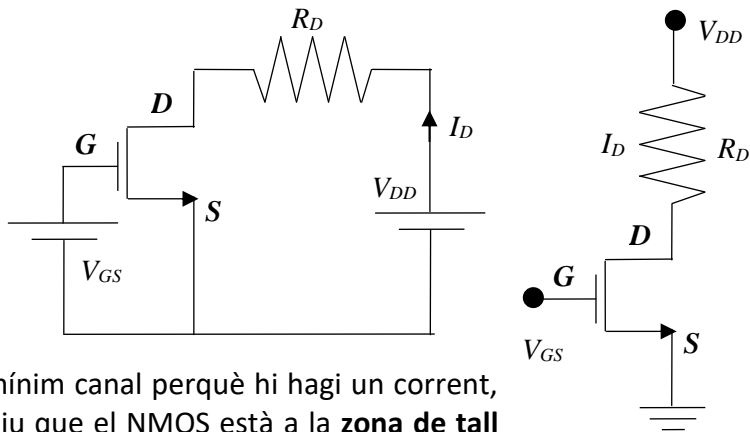 R_D
V_DD
D
I_D
I_D
R_D
G
V_DD
S
D
V_GS
G
V_GS
S
mínim canal perquè hi hagi un corrent,
iu que el NMOS està a la zona de tall